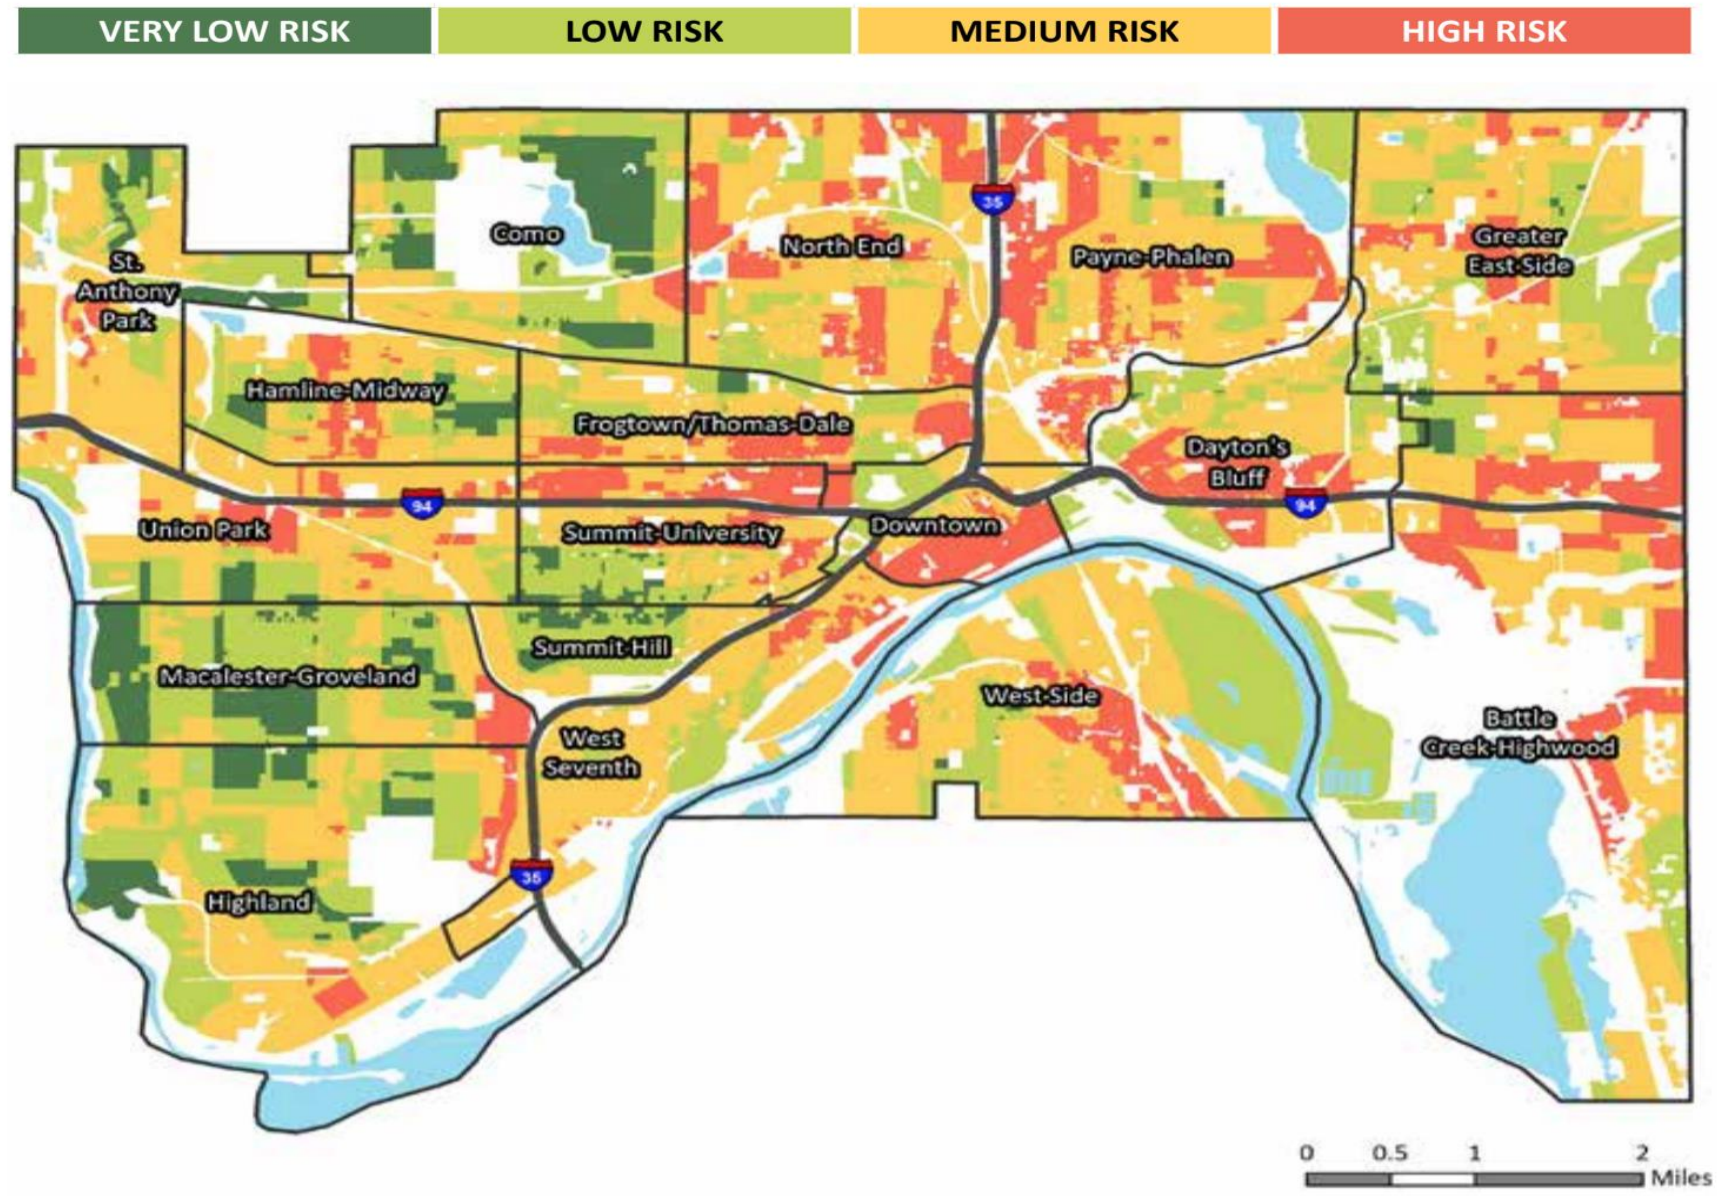 VERY LOW RISK
LOW RISK
MEDIUM RISK
HIGH RISK
35
Como
North End
Payne-Phalen
Greater
East-Side
St.
Anthony
Park
Hamline-Midway
Frogtown/Thomas-Dale
Dayton's
Bluff
94
94
Union Park
Summit-University
Downtown
Summit-Hill
Macalester-Groveland
West-Side
West
Seventh
Battle
Creek-Highwood
35
Highland
0 0.5 1 2
Miles